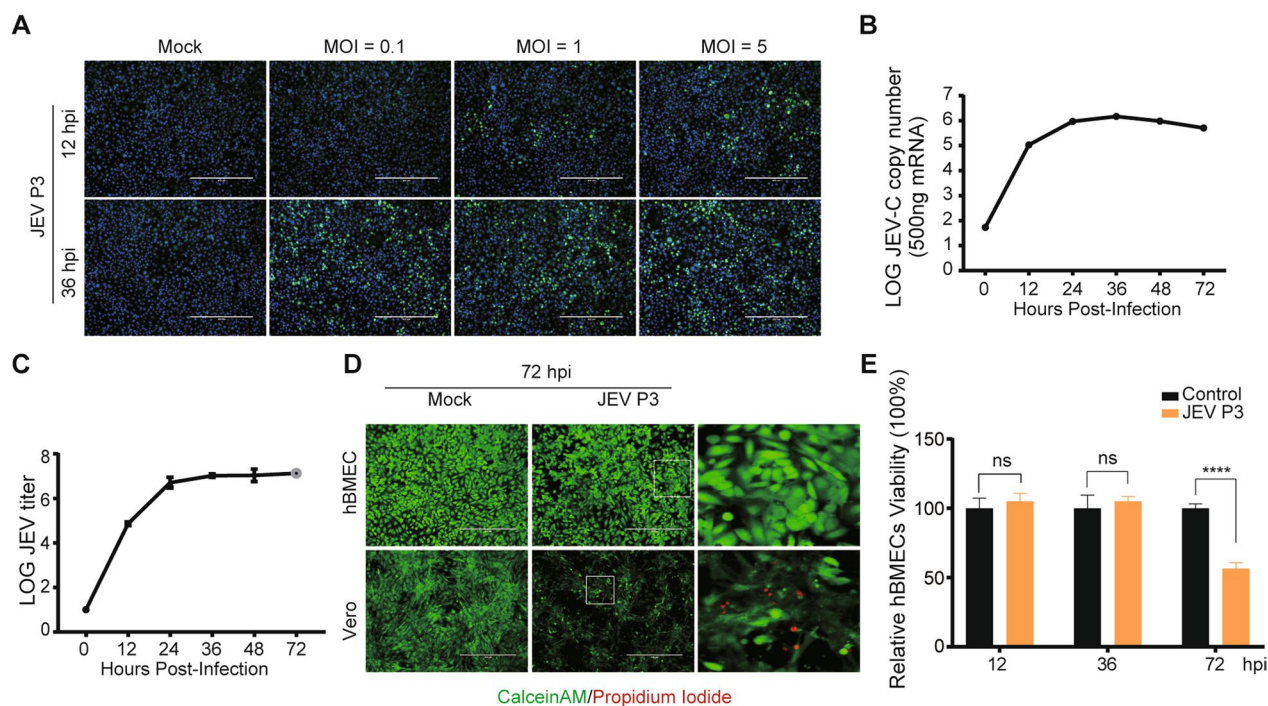 A
Mock
MOI = 0.1
MOI = 1
MOI = 5
JEV P3
12 hpi
36 hpi
B
LOG JEV-C copy number
(500ng mRNA)
7
6
5
4
3
2
1
0
0 12 24 36 48 72
Hours Post-Infection
C
LOG JEV titer
8
6
4
2
0
0 12 24 36 48 72
Hours Post-Infection
D
72 hpi
Mock
JEV P3
hBMEC
Vero
CalceinAM/Propidium Iodide
E
Control
JEV P3
Relative hBMECs Viability (100%)
150
100
50
0
ns
ns
****
12 36 72 hpi